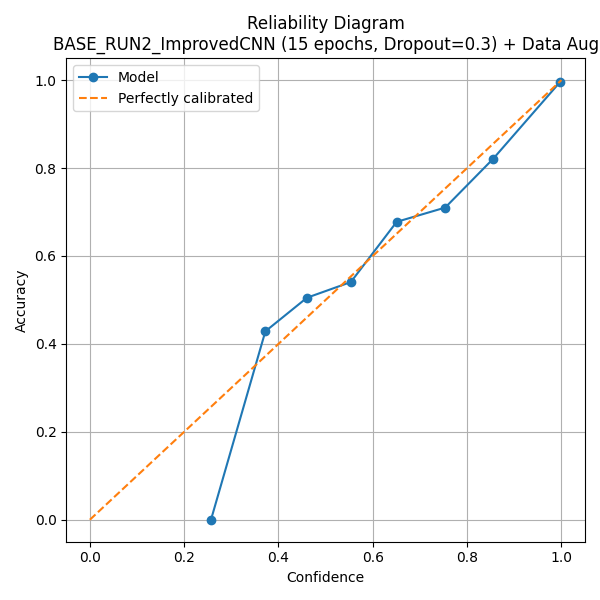 Reliability Diagram
BASE_RUN2_ImprovedCNN (15 epochs, Dropout=0.3) + Data Aug
Model
Perfectly calibrated
1.0
0.8
0.6
0.4
0.2
0.0
Accuracy
0.0 0.2 0.4 0.6 0.8 1.0
Confidence